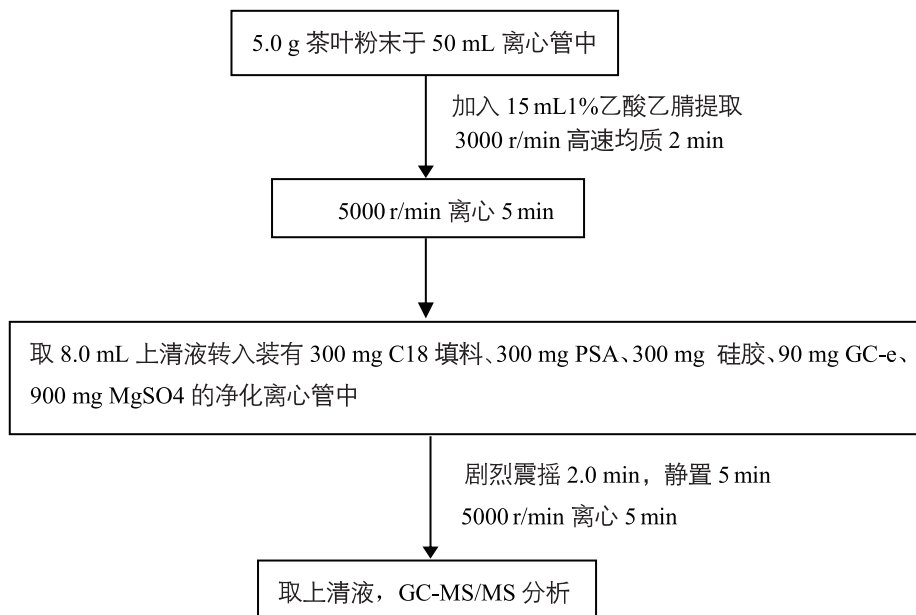 5.0 g 茶叶粉末于 50 mL 离心管中
加入 15 mL1%乙酸乙腈提取
3000 r/min 高速均质 2 min
5000 r/min 离心 5 min
取 8.0 mL 上清液转入装有 300 mg C18 填料、300 mg PSA、300 mg 硅胶、90 mg GC-e、
900 mg MgSO4 的净化离心管中
剧烈震摇 2.0 min，静置 5 min
5000 r/min 离心 5 min
取上清液，GC-MS/MS 分析